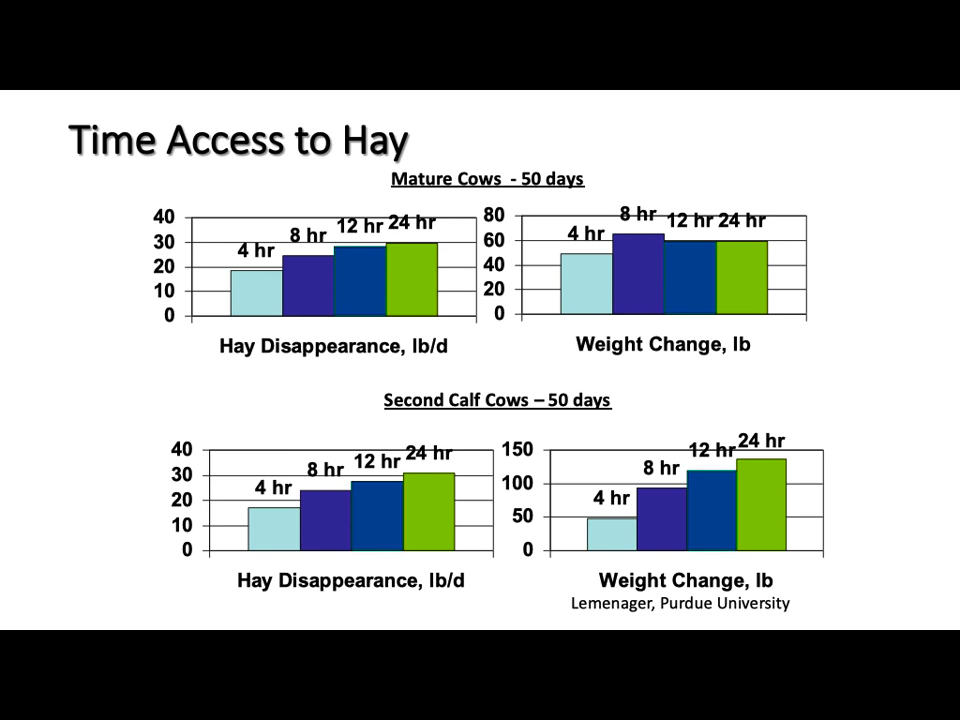 Time Access to Hay
Mature Cows - 50 days
40
30
20
10
0
4 hr
8 hr
12 hr
24 hr
Hay Disappearance, lb/d
80
60
40
20
0
4 hr
8 hr
12 hr
24 hr
Weight Change, lb
Second Calf Cows – 50 days
40
30
20
10
0
4 hr
8 hr
12 hr
24 hr
Hay Disappearance, lb/d
150
100
50
0
4 hr
8 hr
12 hr
24 hr
Weight Change, lb
Lemenager, Purdue University